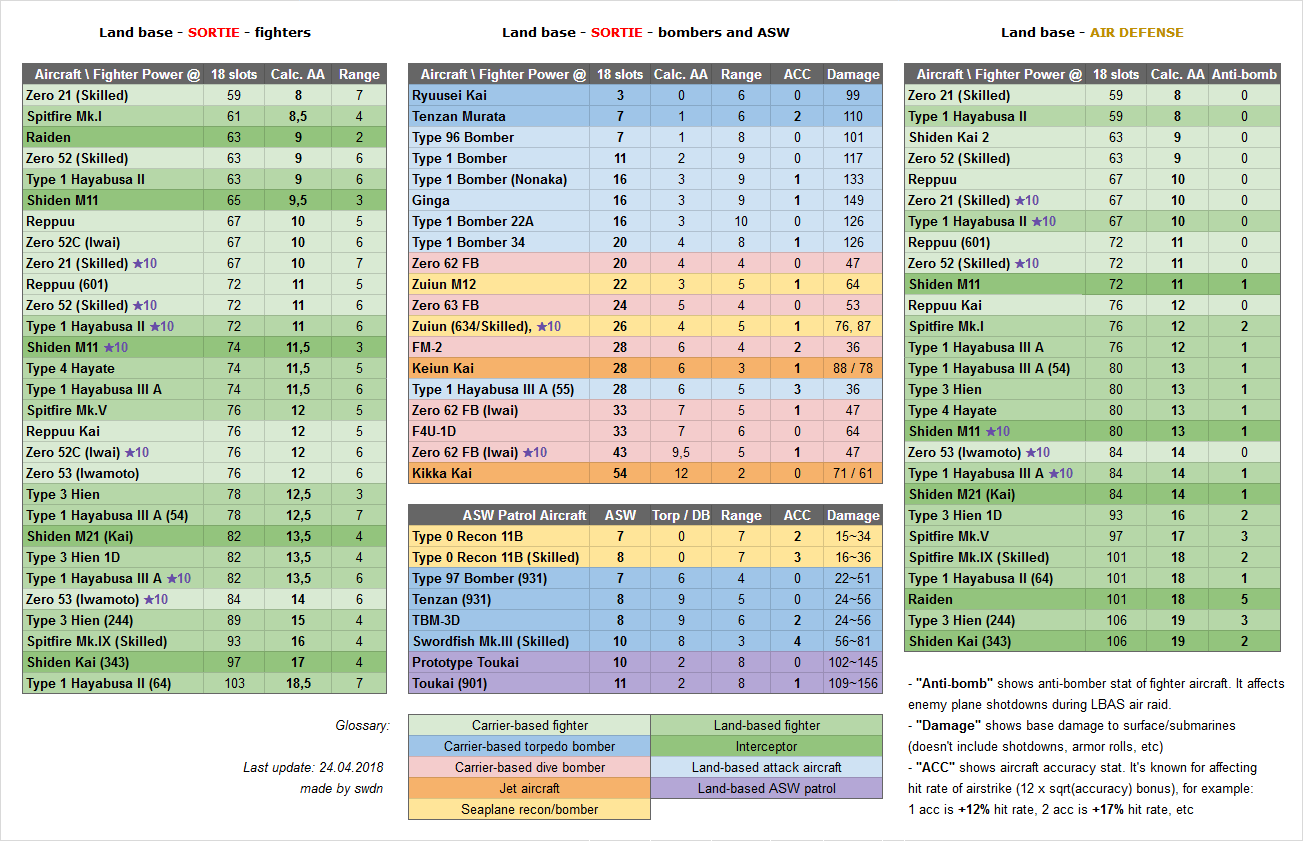 Land base - SORTIE - fighters
Aircraft \ Fighter Power @ 18 slots Calc. AA Range
Zero 21 (Skilled) 59 8 7
Spitfire Mk.I 61 8,5 4
Raiden 63 9 2
Zero 52 (Skilled) 63 9 6
Type 1 Hayabusa II 63 9 6
Shiden M11 65 9,5 3
Reppuu 67 10 5
Zero 52C (Iwai) 67 10 6
Zero 21 (Skilled) ★10 67 10 7
Reppuu (601) 72 11 5
Zero 52 (Skilled) ★10 72 11 6
Type 1 Hayabusa II ★10 72 11 6
Shiden M11 ★10 74 11,5 3
Type 4 Hayate 74 11,5 5
Type 1 Hayabusa III A 74 11,5 6
Spitfire Mk.V 76 12 5
Reppuu Kai 76 12 5
Zero 52C (Iwai) ★10 76 12 6
Zero 53 (Iwamoto) 76 12 6
Type 3 Hien 78 12,5 3
Type 1 Hayabusa III A (54) 78 12,5 7
Shiden M21 (Kai) 82 13,5 4
Type 3 Hien 1D 82 13,5 4
Type 1 Hayabusa III A ★10 82 13,5 6
Zero 53 (Iwamoto) ★10 84 14 6
Type 3 Hien (244) 89 15 4
Spitfire Mk.IX (Skilled) 93 16 4
Shiden Kai (343) 97 17 4
Type 1 Hayabusa II (64) 103 18,5 7
Land base - SORTIE - bombers and ASW
Aircraft \ Fighter Power @ 18 slots Calc. AA Range ACC Damage
Ryuusei Kai 3 0 6 0 99
Tenzan Murata 7 1 6 2 110
Type 96 Bomber 7 1 8 0 101
Type 1 Bomber 11 2 9 0 117
Type 1 Bomber (Nonaka) 16 3 9 1 133
Ginga 16 3 9 1 149
Type 1 Bomber 22A 16 3 10 0 126
Type 1 Bomber 34 20 4 8 1 126
Zero 62 FB 20 4 4 0 47
Zuiun M12 22 3 5 1 64
Zero 63 FB 24 5 4 0 53
Zuiun (634/Skilled), ★10 26 4 5 1 76, 87
FM-2 28 6 4 2 36
Keiun Kai 28 6 3 1 88 / 78
Type 1 Hayabusa III A (55) 28 6 5 3 36
Zero 62 FB (Iwai) 33 7 5 1 47
F4U-1D 33 7 6 0 64
Zero 62 FB (Iwai) ★10 43 9,5 5 1 47
Kikka Kai 54 12 2 0 71 / 61
ASW Patrol Aircraft ASW Torp / DB Range ACC Damage
Type 0 Recon 11B 7 0 7 2 15~34
Type 0 Recon 11B (Skilled) 8 0 7 3 16~36
Type 97 Bomber (931) 7 6 4 0 22~51
Tenzan (931) 8 9 5 0 24~56
TBM-3D 8 9 6 2 24~56
Swordfish Mk.III (Skilled) 10 8 3 4 56~81
Prototype Toukai 10 2 8 0 102~145
Toukai (901) 11 2 8 1 109~156
Land base - AIR DEFENSE
Aircraft \ Fighter Power @ 18 slots Calc. AA Anti-bomb
Zero 21 (Skilled) 59 8 0
Type 1 Hayabusa II 59 8 0
Shiden Kai 2 63 9 0
Zero 52 (Skilled) 63 9 0
Reppuu 67 10 0
Zero 21 (Skilled) ★10 67 10 0
Type 1 Hayabusa II ★10 67 10 0
Reppuu (601) 72 11 0
Zero 52 (Skilled) ★10 72 11 0
Shiden M11 72 11 1
Reppuu Kai 76 12 0
Spitfire Mk.I 76 12 2
Type 1 Hayabusa III A 76 12 1
Type 1 Hayabusa III A (54) 80 13 1
Type 3 Hien 80 13 1
Type 4 Hayate 80 13 1
Shiden M11 ★10 80 13 1
Zero 53 (Iwamoto) ★10 84 14 0
Type 1 Hayabusa III A ★10 84 14 1
Shiden M21 (Kai) 84 14 1
Type 3 Hien 1D 93 16 2
Spitfire Mk.V 97 17 3
Spitfire Mk.IX (Skilled) 101 18 2
Type 1 Hayabusa II (64) 101 18 1
Raiden 101 18 5
Type 3 Hien (244) 106 19 3
Shiden Kai (343) 106 19 2
Glossary:
Last update: 24.04.2018
made by swdn
Carrier-based fighter Land-based fighter
Carrier-based torpedo bomber Interceptor
Carrier-based dive bomber Land-based attack aircraft
Jet aircraft Land-based ASW patrol
Seaplane recon/bomber
- "Anti-bomb" shows anti-bomber stat of fighter aircraft. It affects
enemy plane shotdowns during LBAS air raid.
- "Damage" shows base damage to surface/submarines
(doesn't include shotdowns, armor rolls, etc)
- "ACC" shows aircraft accuracy stat. It's known for affecting
hit rate of airstrike (12 x sqrt(accuracy) bonus), for example:
1 acc is +12% hit rate, 2 acc is +17% hit rate, etc